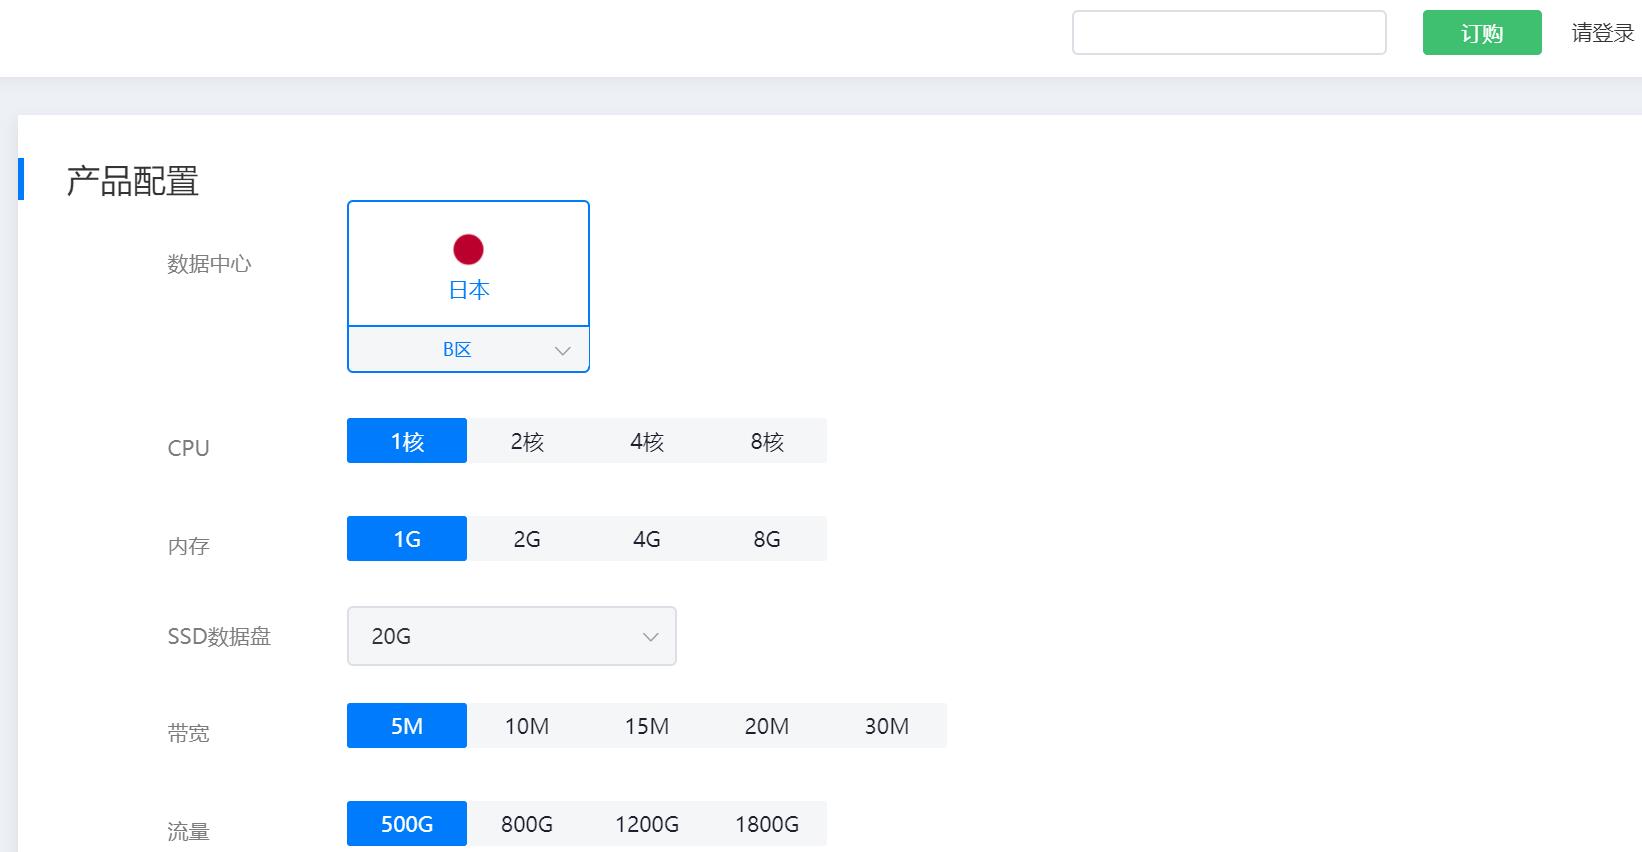 订购 请登录
产品配置
数据中心
日本
B区
CPU 1核 2核 4核 8核
内存 1G 2G 4G 8G
SSD数据盘 20G
带宽 5M 10M 15M 20M 30M
流量 500G 800G 1200G 1800G